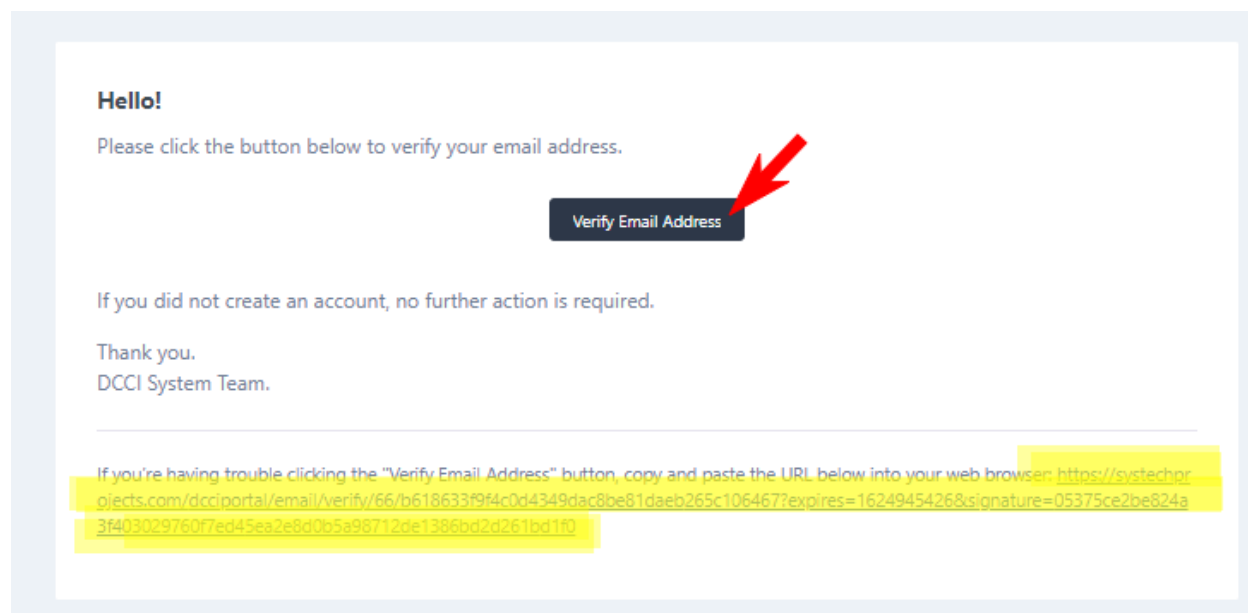 Hello!
Please click the button below to verify your email address.
Verify Email Address
If you did not create an account, no further action is required.
Thank you.
DCCI System Team.
If you're having trouble clicking the "Verify Email Address" button, copy and paste the URL below into your web browser: https://systechpr
ojects.com/dcciportal/email/verify/66/b618633f9f4c0d4349dac8be81daeb265c106467?expires=1624945426&signature=05375ce2be824a
3f403029760f7ed45ea2e8d0b5a98712de1386bd2d261bd1f0